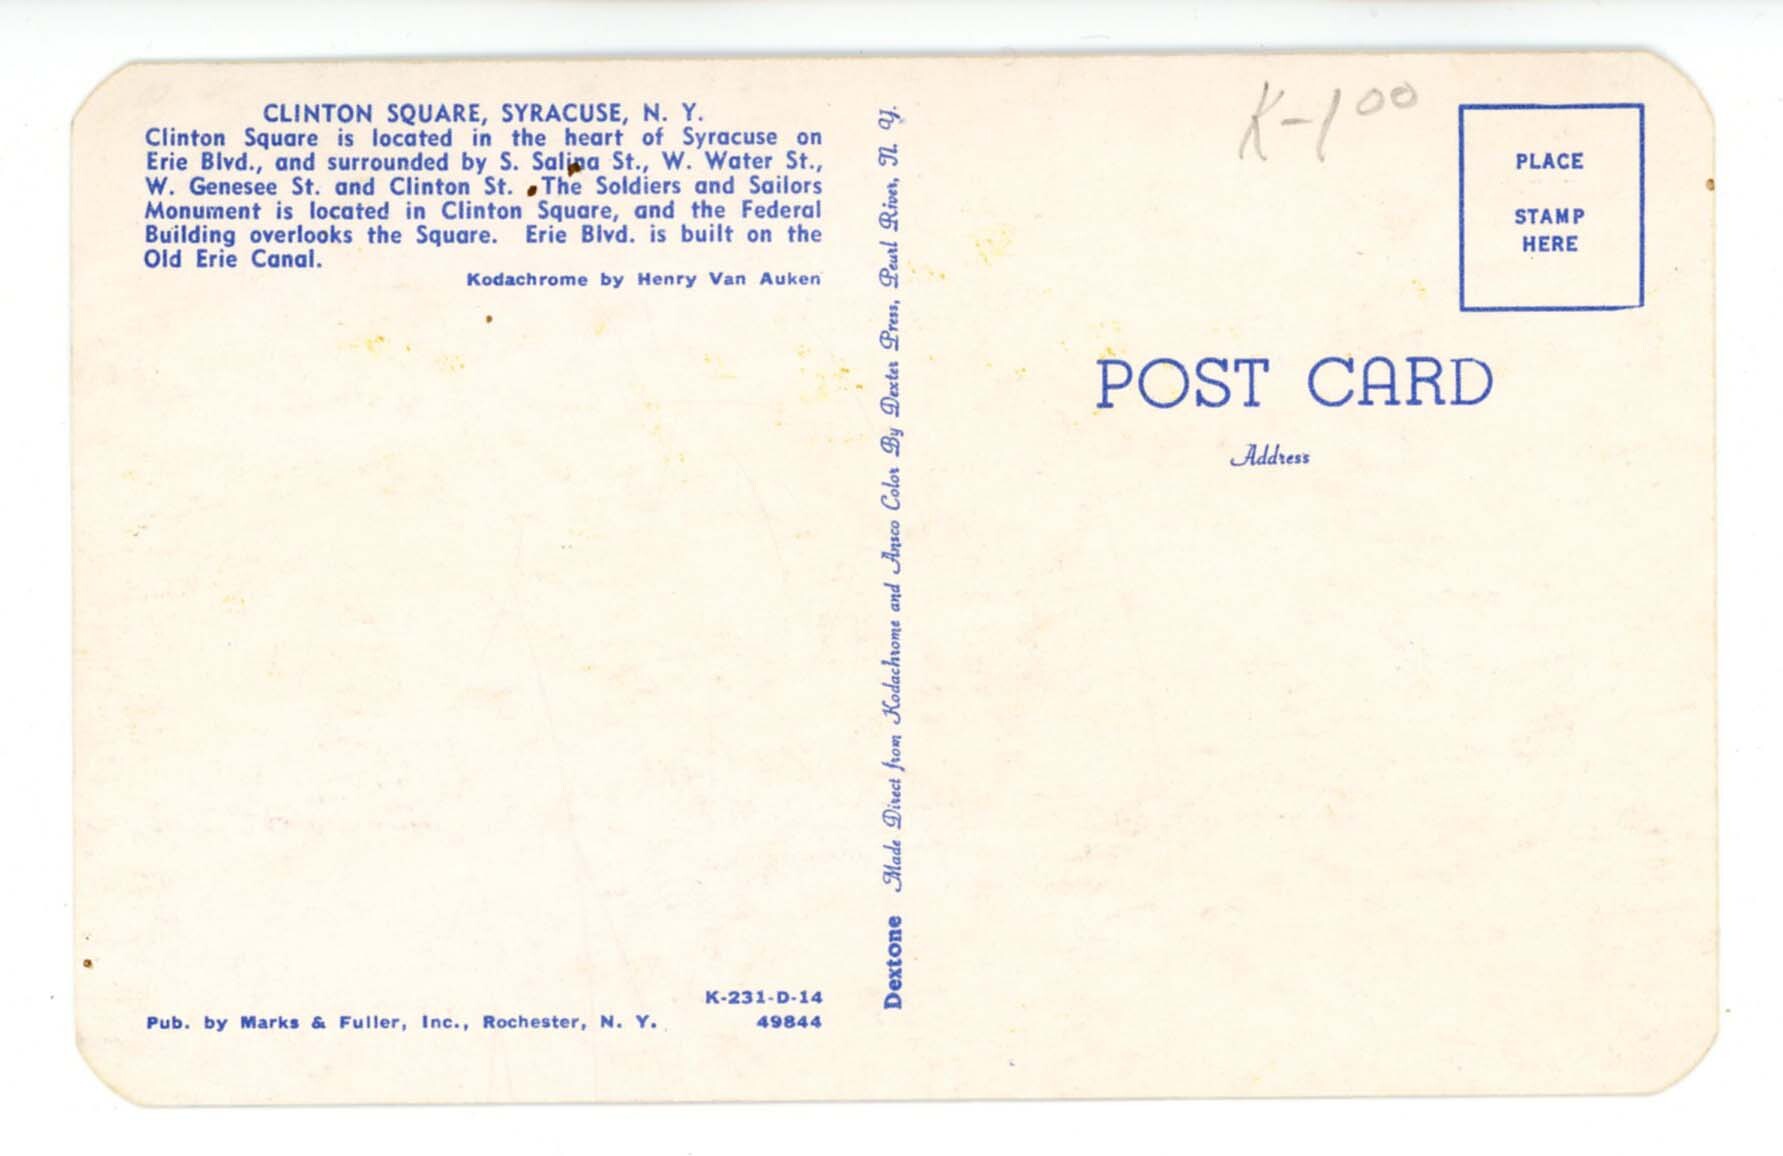 CLINTON SQUARE, SYRACUSE, N. Y.
Clinton Square is located in the heart of Syracuse on
Erie Blvd., and surrounded by S. Salina St., W. Water St.,
W. Genesee St. and Clinton St. The Soldiers and Sailors
Monument is located in Clinton Square, and the Federal
Building overlooks the Square. Erie Blvd. is built on the
Old Erie Canal.
Kodachrome by Henry Van Auken
K-231-D-14
Pub. by Marks & Fuller, Inc., Rochester, N. Y. 49844
Dextone Made Direct from Kodachrome and Ansco Color By Dexter Press, Pearl River, N. Y.
K-1 00
PLACE
STAMP
HERE
POST CARD
Address